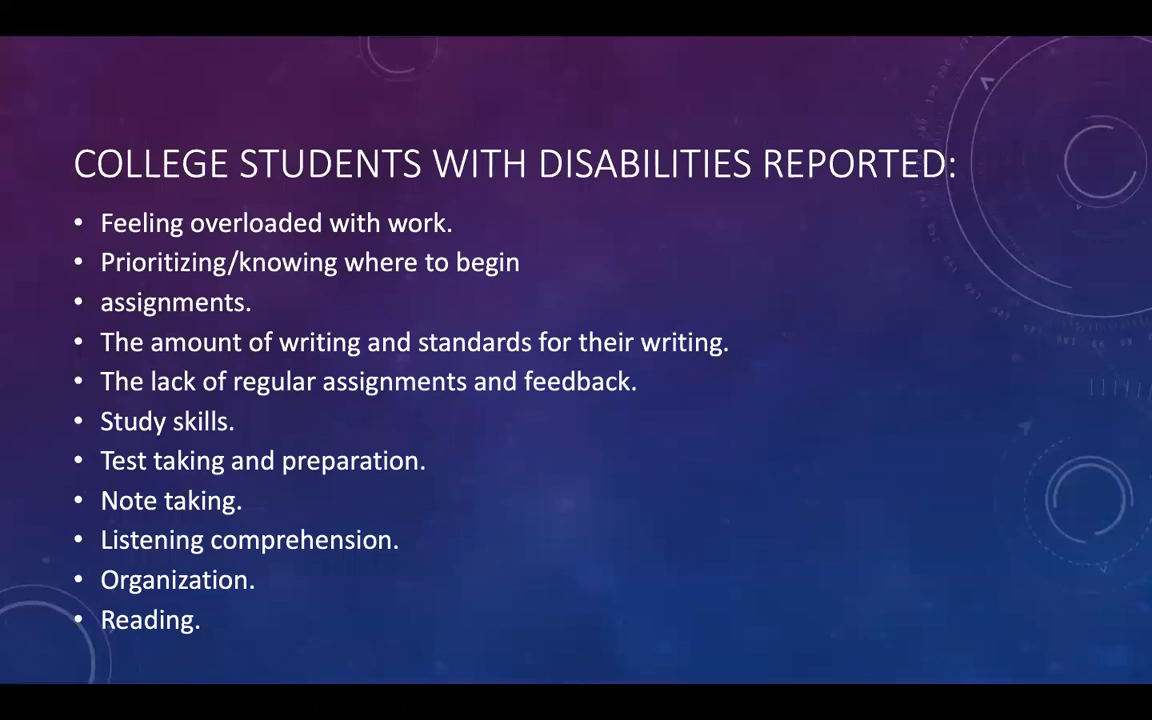 COLLEGE STUDENTS WITH DISABILITIES REPORTED:
• Feeling overloaded with work.
• Prioritizing/knowing where to begin
• assignments.
• The amount of writing and standards for their writing.
• The lack of regular assignments and feedback.
• Study skills.
• Test taking and preparation.
• Note taking.
• Listening comprehension.
• Organization.
• Reading.